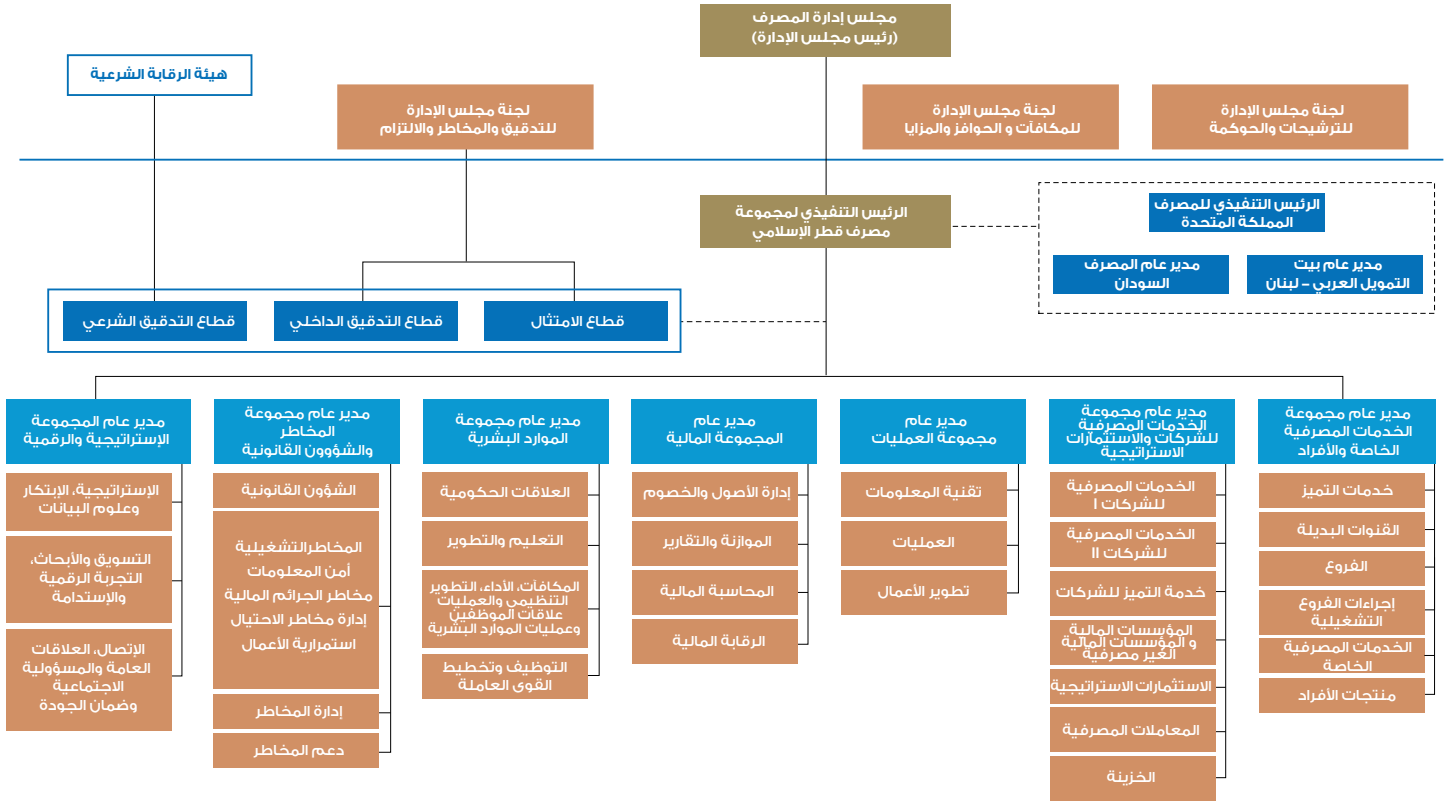 مجلس إدارة المصرف
(رئيس مجلس الإدارة)
هيئة الرقابة الشرعية
لجنة مجلس الإدارة
للترشيحات والحوكمة
لجنة مجلس الإدارة
للمكافآت و الحوافز والمزايا
لجنة مجلس الإدارة
للتدقيق والمخاطر والالتزام
الرئيس التنفيذي لمجموعة
مصرف قطر الإسلامي
الرئيس التنفيذي للمصرف
المملكة المتحدة
مدير عام بيت
التمويل العربي – لبنان
مدير عام المصرف
السودان
قطاع الامتثال
قطاع التدقيق الداخلي
قطاع التدقيق الشرعي
مدير عام مجموعة
الخدمات المصرفية
الخاصة والأفراد
خدمات التميز
القنوات البديلة
الفروع
إجراءات الفروع
التشغيلية
الخدمات المصرفية
الخاصة
منتجات الأفراد
مدير عام مجموعة
الخدمات المصرفية
للشركات والاستثمارات
الاستراتيجية
الخدمات المصرفية
للشركات I
الخدمات المصرفية
للشركات II
خدمة التميز للشركات
المؤسسات المالية
و المؤسسات المالية
الغير مصرفية
الاستثمارات الاستراتيجية
المعاملات المصرفية
الخزينة
مدير عام
مجموعة العمليات
تقنية المعلومات
العمليات
تطوير الأعمال
مدير عام
المجموعة المالية
إدارة الأصول والخصوم
الموازنة والتقارير
المحاسبة المالية
الرقابة المالية
مدير عام مجموعة
الموارد البشرية
العلاقات الحكومية
التعليم والتطوير
المكافآت، الأداء، التطوير
التنظيمي والعمليات
علاقات الموظفين
وعمليات الموارد البشرية
التوظيف وتخطيط
القوى العاملة
مدير عام مجموعة
المخاطر
والشؤوون القانونية
الشؤون القانونية
المخاطرالتشغيلية
أمن المعلومات
مخاطر الجرائم المالية
إدارة مخاطر الاحتيال
استمرارية الأعمال
إدارة المخاطر
دعم المخاطر
مدير عام المجموعة
الإستراتيجية والرقمية
الإستراتيجية، الإبتكار
وعلوم البيانات
التسويق والأبحاث،
التجربة الرقمية
والإستدامة
الإتصال، العلاقات
العامة والمسؤولية
الاجتماعية
وضمان الجودة